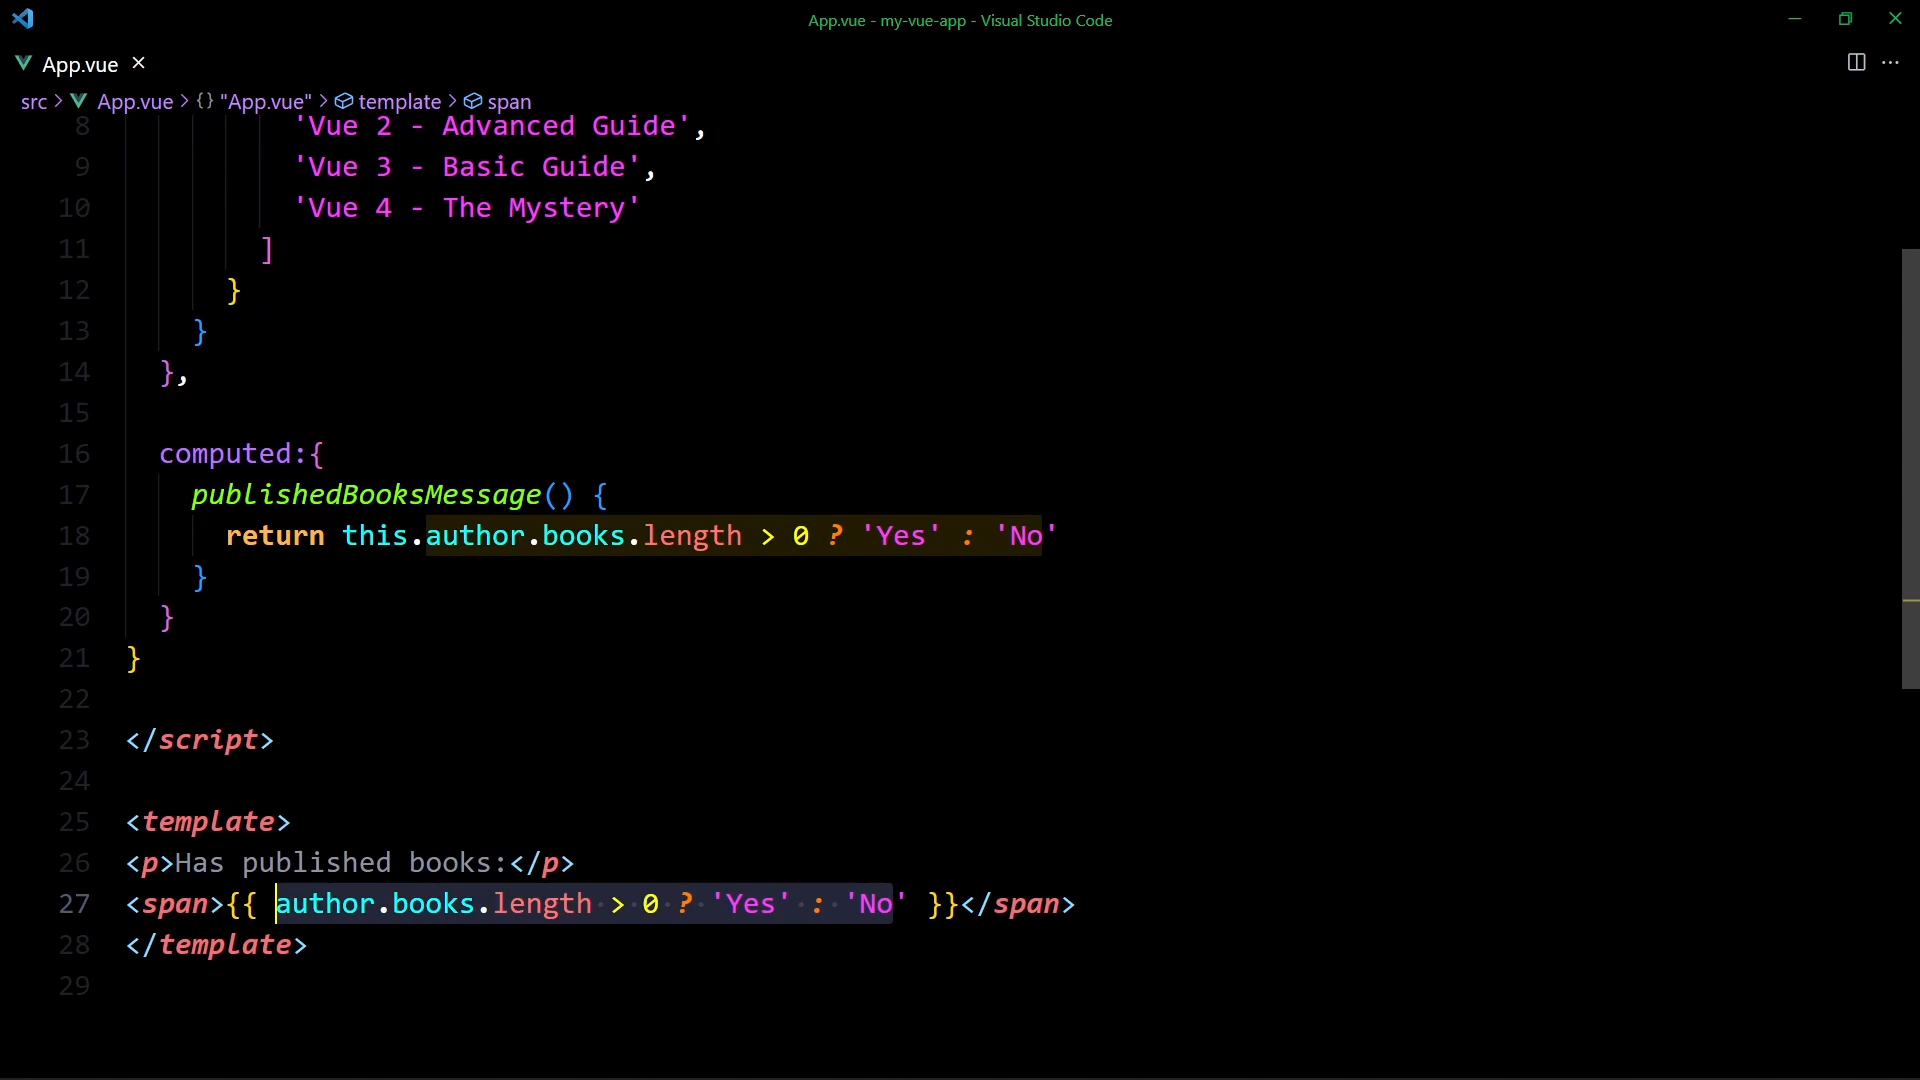 App.vue - my-vue-app - Visual Studio Code
App.vue
src > App.vue > {} "App.vue" > template > span
8 'Vue 2 - Advanced Guide',
9 'Vue 3 - Basic Guide',
10 'Vue 4 - The Mystery'
11 ]
12 }
13 }
14 },
15
16 computed:{
17 publishedBooksMessage() {
18 return this.author.books.length > 0 ? 'Yes' : 'No'
19 }
20 }
21 }
22
23 </script>
24
25 <template>
26 <p>Has published books:</p>
27 <span>{{ author.books.length > 0 ? 'Yes' : 'No' }}</span>
28 </template>
29